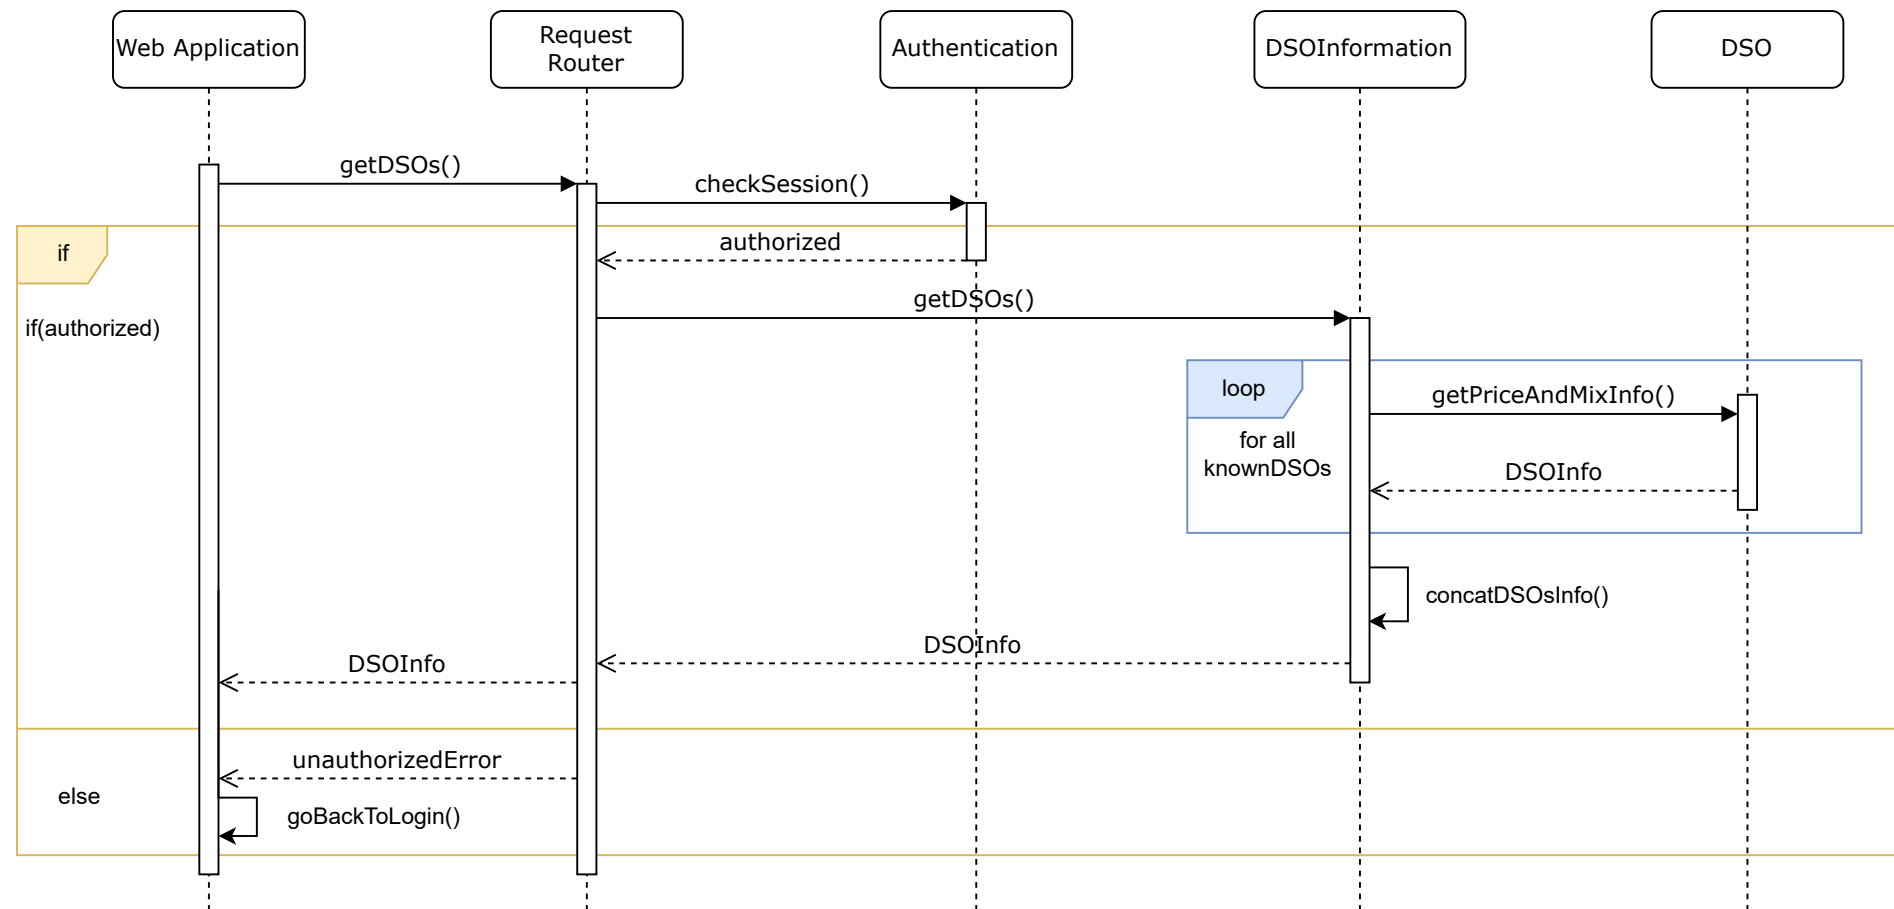 Web Application
Request
Router
Authentication
DSOInformation
DSO
getDSOs()
checkSession()
if
authorized
getDSOs()
if(authorized)
loop
getPriceAndMixInfo()
for all
knownDSOs
DSOInfo
concatDSOsInfo()
DSOInfo
DSOInfo
unauthorizedError
else
goBackToLogin()